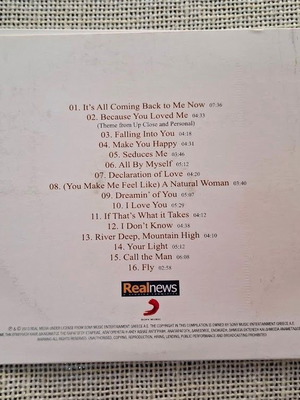 01. It's All Coming Back to Me Now 07:36
02. Because You Loved Me 04:33
(Theme from Up Close and Personal)
03. Falling Into You 04:18
04. Make You Happy 04:31
05. Seduces Me 03:46
06. All By Myself 05:12
07. Declaration of Love 04:20
08. (You Make Me Feel Like) A Natural Woman 03:40
09. Dreamin' of You 05:07
10. I Love You 05:29
11. If That's What it Takes 04:12
12. I Don't Know 04:38
13. River Deep, Mountain High 04:10
14. Your Light 05:12
15. Call the Man 06:08
16. Fly 02:58
Realnews
SONY MUSIC